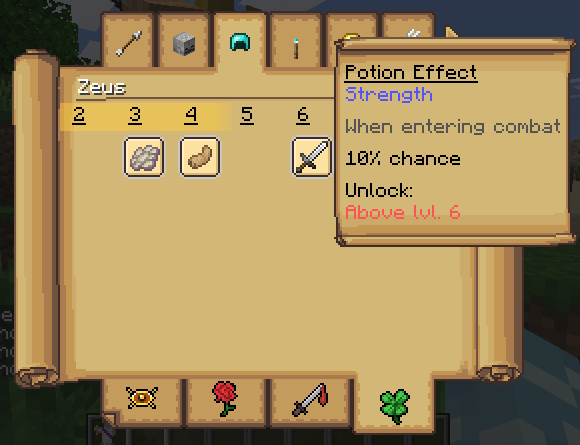 Zeus
2 3 4 5 6
Potion Effect
Strength
When entering combat
10% chance
Unlock:
Above lvl. 6